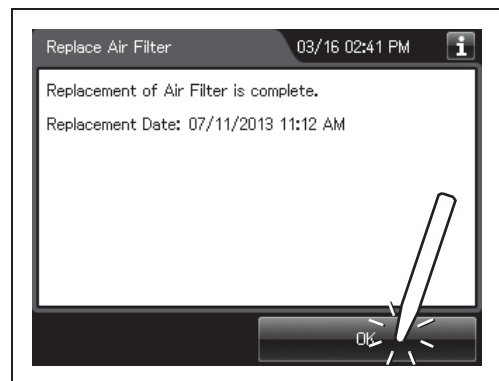 Replace Air Filter
03/16 02:41 PM
i
Replacement of Air Filter is complete.
Replacement Date: 07/11/2013 11:12 AM
OK